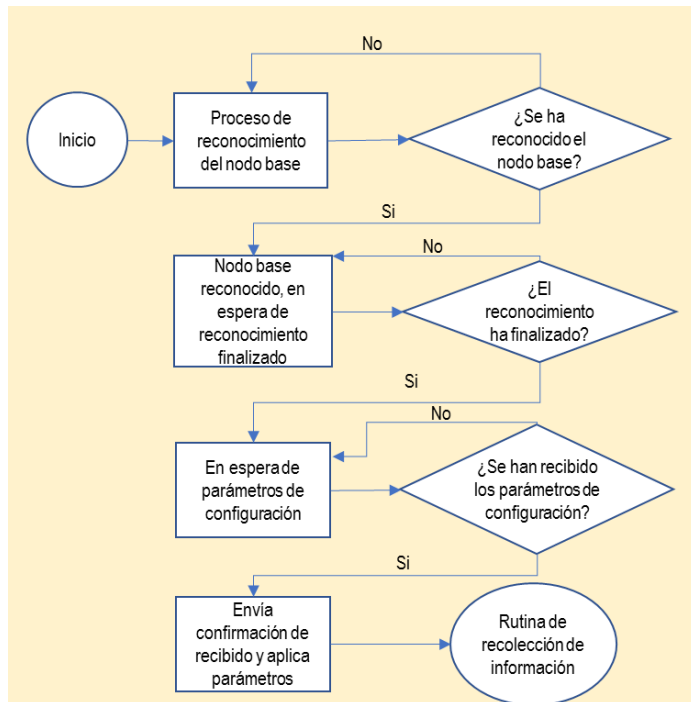 No
Inicio
Proceso de
reconocimiento
del nodo base
¿Se ha
reconocido el
nodo base?
Si
No
Nodo base
reconocido, en
espera de
reconocimiento
finalizado
¿El
reconocimiento
ha finalizado?
Si
No
En espera de
parámetros de
configuración
¿Se han recibido
los parámetros de
configuración?
Si
Envía
confirmación de
recibido y aplica
parámetros
Rutina de
recolección de
información